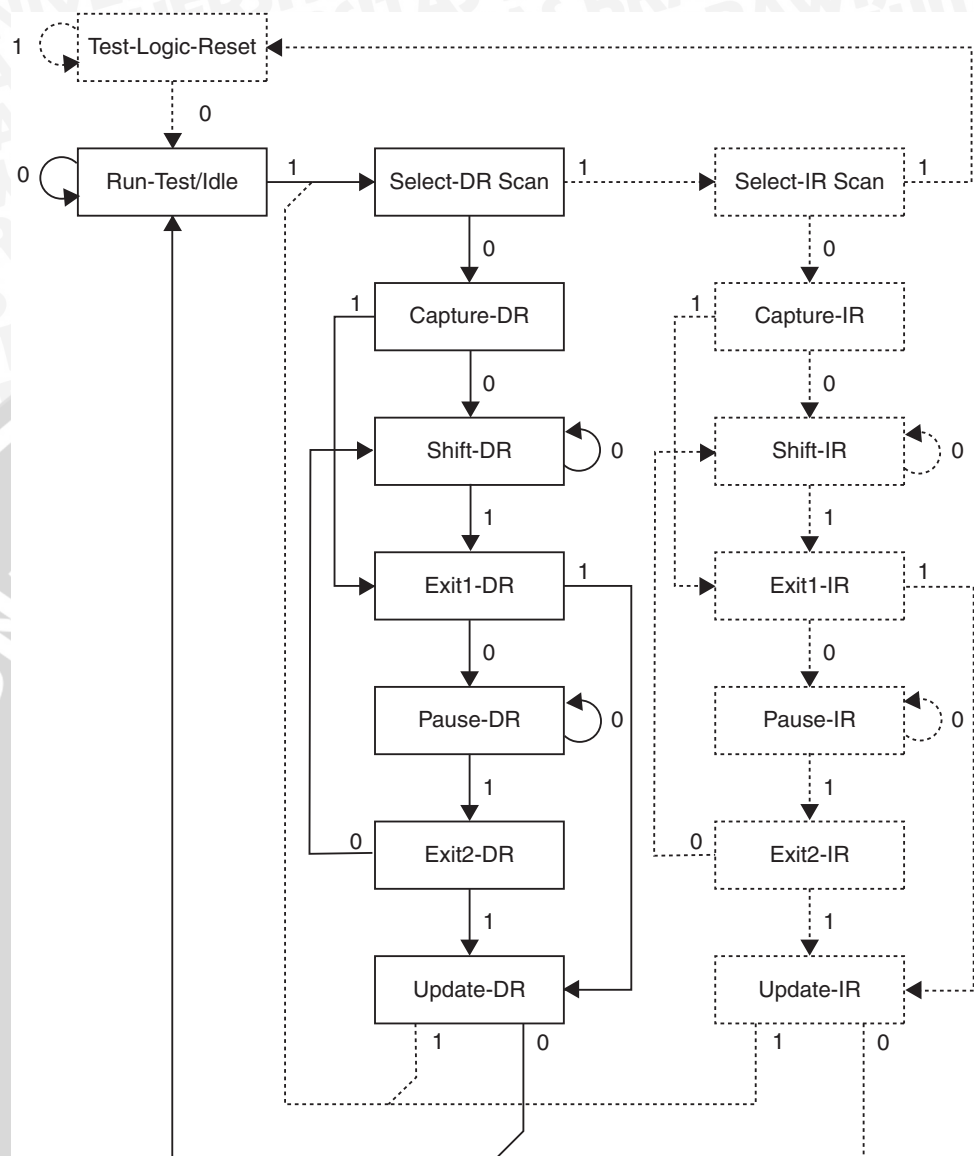 1
Test-Logic-Reset
0
0
Run-Test/Idle
1
Select-DR Scan
1
Select-IR Scan
1
0
0
1
Capture-DR
1
Capture-IR
0
0
Shift-DR
0
Shift-IR
0
1
1
Exit1-DR
1
Exit1-IR
1
0
0
Pause-DR
0
Pause-IR
0
1
1
0
Exit2-DR
0
Exit2-IR
1
1
Update-DR
Update-IR
1
0
1
0